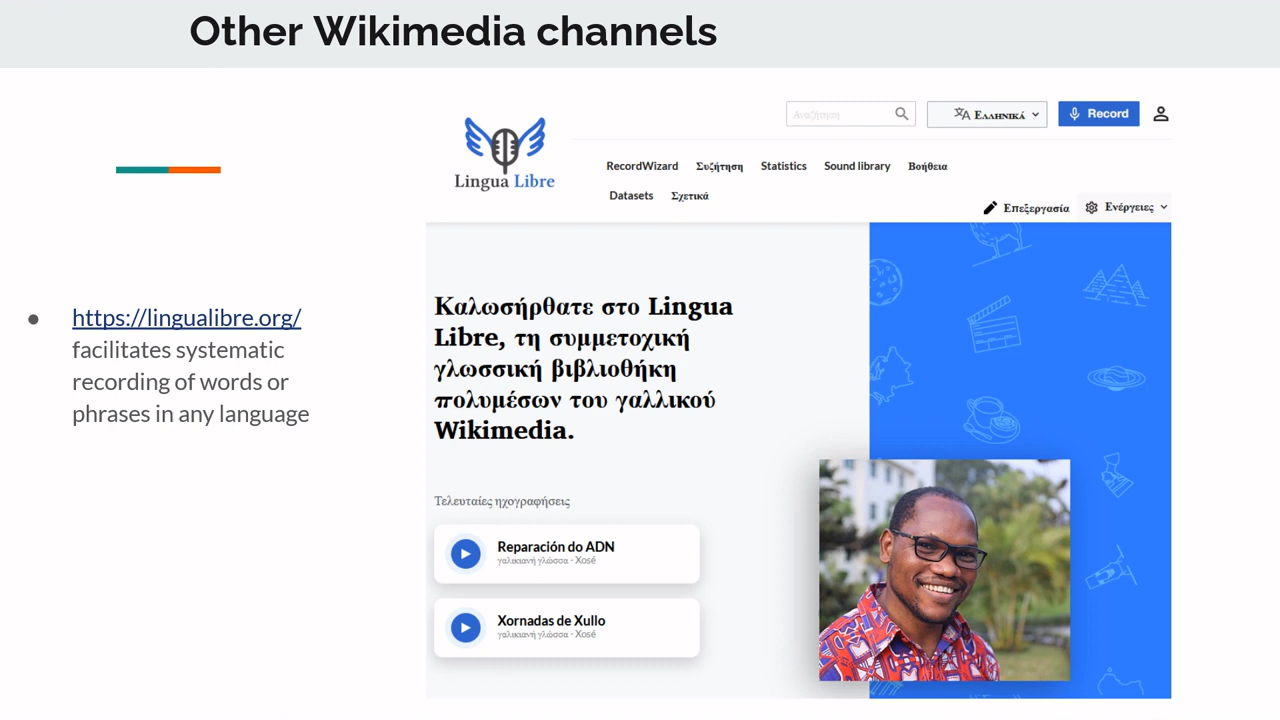 Other Wikimedia channels
https://lingualibre.org/
facilitates systematic
recording of words or
phrases in any language
Αναζήτηση
Ελληνικά
Record
Lingua Libre
RecordWizard Συζήτηση Statistics Sound library Βοήθεια
Datasets Σχετικά
Επεξεργασία Ενέργειες
Καλωσήρθατε στο Lingua
Libre, τη συμμετοχική
γλωσσική βιβλιοθήκη
πολυμέσων του γαλλικού
Wikimedia.
Τελευταίες ηχογραφήσεις
Reparación do ADN
γαλικιανή γλώσσα - Xosé
Xornadas de Xullo
γαλικιανή γλώσσα - Xosé